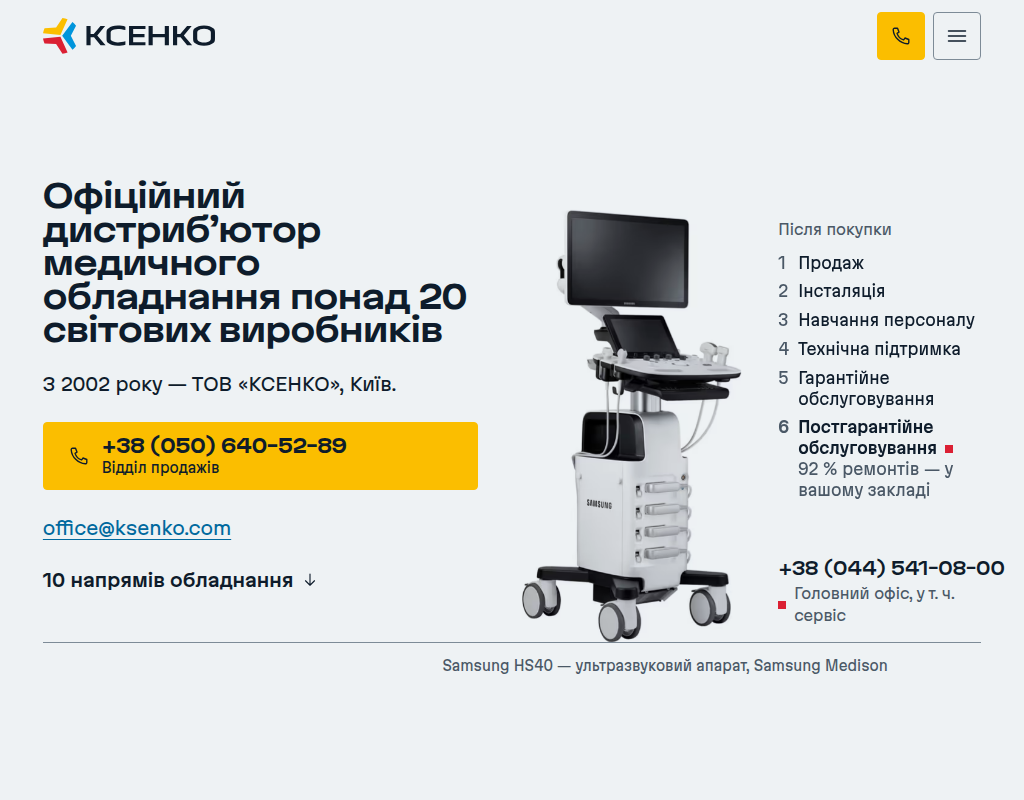 КСЕНКО
Офіційний
дистриб’ютор
медичного
обладнання понад 20
світових виробників
З 2002 року — ТОВ «КСЕНКО», Київ.
+38 (050) 640-52-89
Відділ продажів
office@ksenko.com
10 напрямів обладнання ↓
SAMSUNG
Після покупки
1 Продаж
2 Інсталяція
3 Навчання персоналу
4 Технічна підтримка
5 Гарантійне
обслуговування
6 Постгарантійне
обслуговування
92 % ремонтів — у
вашому закладі
+38 (044) 541-08-00
Головний офіс, у т. ч.
сервіс
Samsung HS40 — ультразвуковий апарат, Samsung Medison